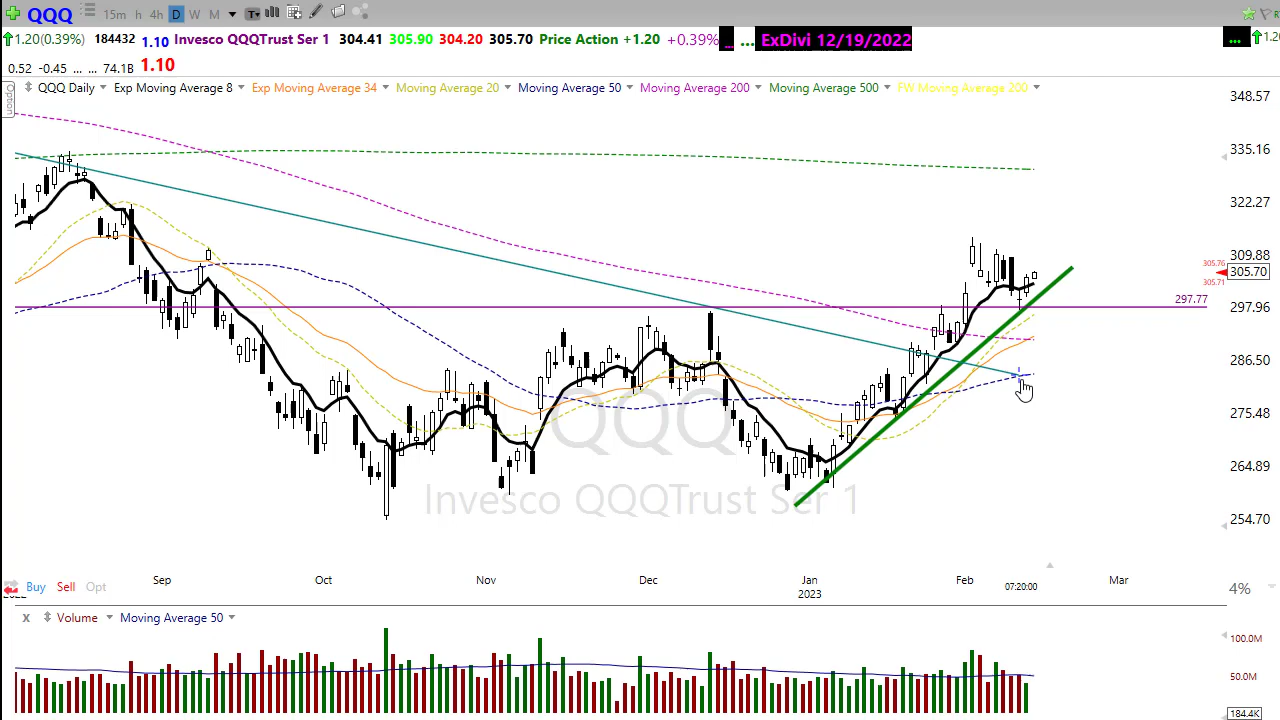 QQQ 15m h 4h D W M T
1.20(0.39%) 184432 1.10 Invesco QQQTrust Ser 1 304.41 305.90 304.20 305.70 Price Action +1.20 +0.39% ... ... ExDivi 12/19/2022 ...
0.52 -0.45 ... ... 74.1B 1.10
Option
QQQ Daily Exp Moving Average 8 Exp Moving Average 34 Moving Average 20 Moving Average 50 Moving Average 200 Moving Average 500 FW Moving Average 200
348.57
335.16
322.27
309.88
305.76
305.70
305.71
297.77
297.96
286.50
275.48
264.89
254.70
QQQ
Invesco QQQTrust Ser 1
Sep Oct Nov Dec Jan Feb Mar
2023
07:20:00
Buy Sell Opt
4%
x Volume Moving Average 50
100.0M
50.0M
184.4K